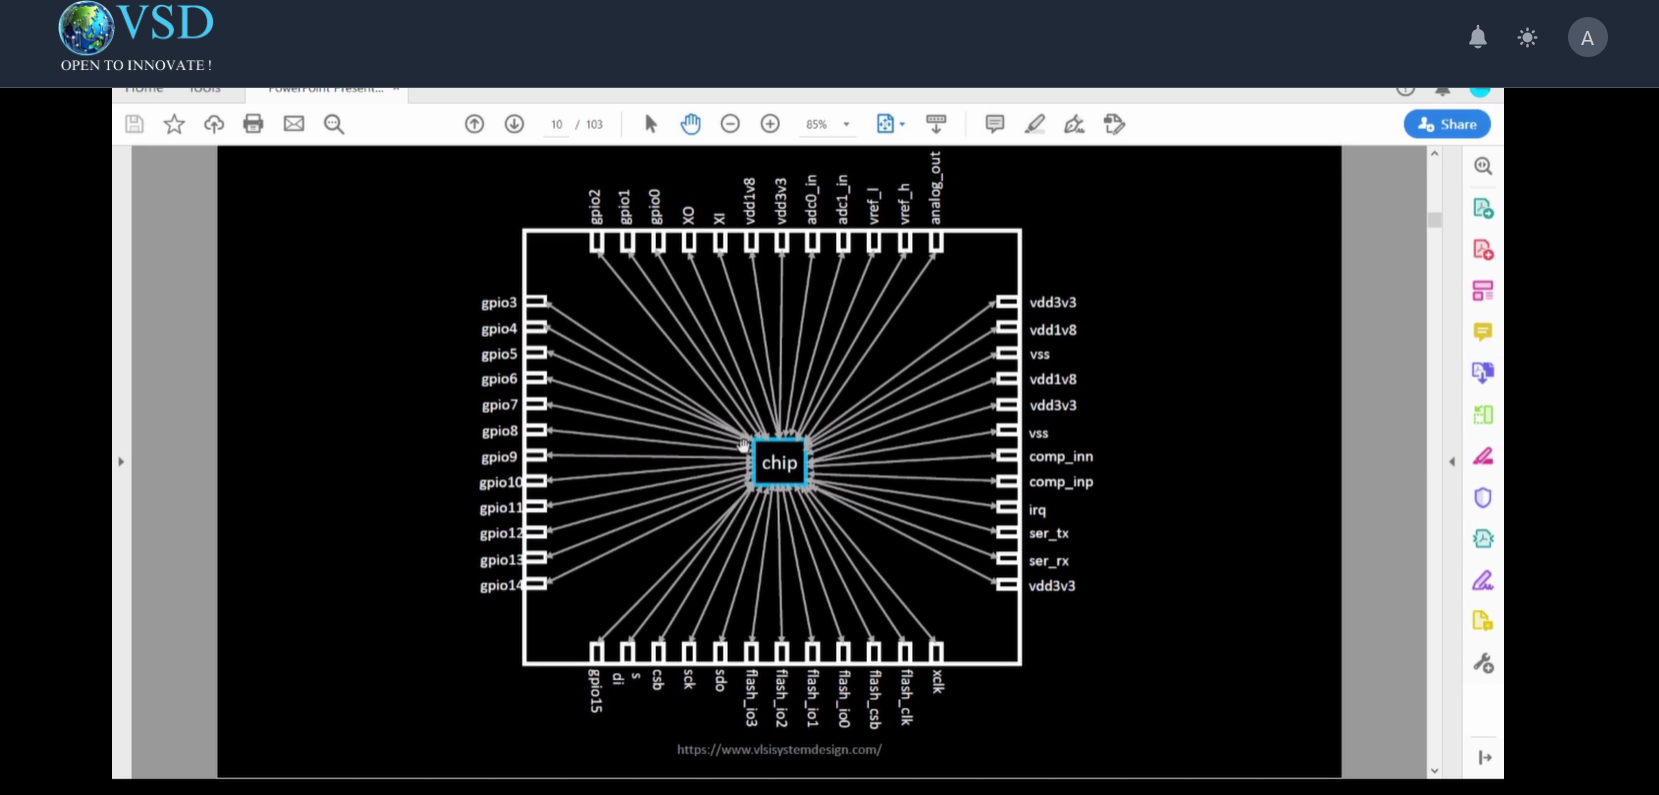 VSD
OPEN TO INNOVATE !
A
Home Tools PowerPoint Present...
10 / 103
85%
Share
gpio2
gpio1
gpio0
XO
XI
vdd1v8
vdd3v3
adc0_in
adc1_in
vref_l
vref_h
analog_out
gpio3
gpio4
gpio5
gpio6
gpio7
gpio8
gpio9
gpio10
gpio11
gpio12
gpio13
gpio14
chip
vdd3v3
vdd1v8
vss
vdd1v8
vdd3v3
vss
comp_inn
comp_inp
irq
ser_tx
ser_rx
vdd3v3
gpio15
s
di
csb
sck
sdo
flash_io3
flash_io2
flash_io1
flash_io0
flash_csb
flash_clk
xclk
https://www.vlsisystemdesign.com/